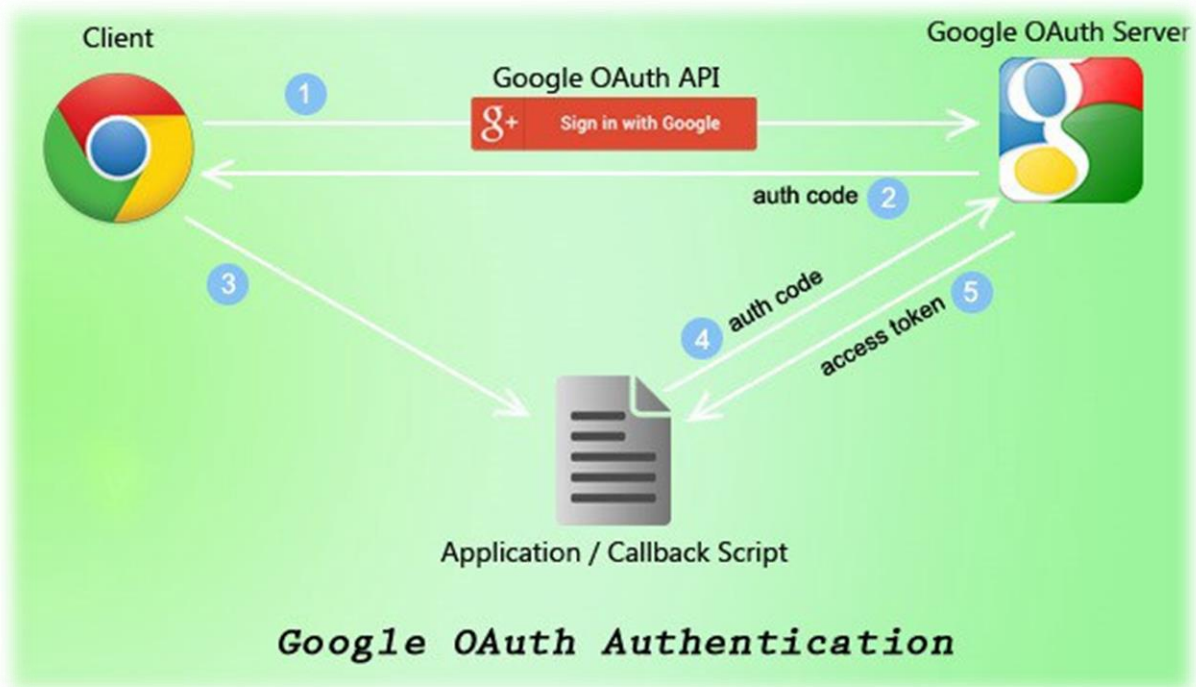 Client
Google OAuth Server
Google OAuth API
1
g+ Sign in with Google
auth code 2
3
4 auth code
access token 5
Application / Callback Script
Google OAuth Authentication